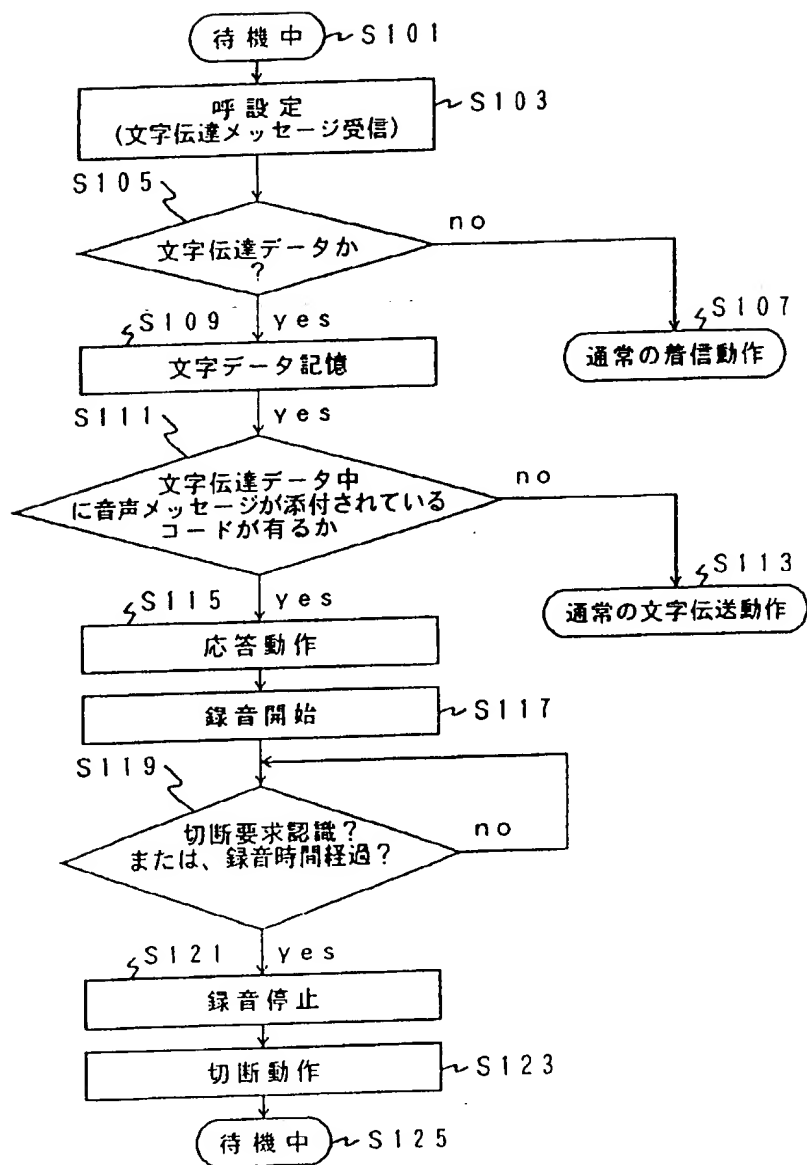 待機中
S101
呼設定
(文字伝達メッセージ受信)
S103
S105
文字伝達データか
?
no
S107
通常の着信動作
S109
yes
文字データ記憶
S111
yes
文字伝達データ中
に音声メッセージが添付されている
コードが有るか
no
S113
通常の文字伝送動作
S115
yes
応答動作
録音開始
S117
S119
切断要求認識?
または、録音時間経過?
no
S121
yes
録音停止
切断動作
S123
待機中
S125